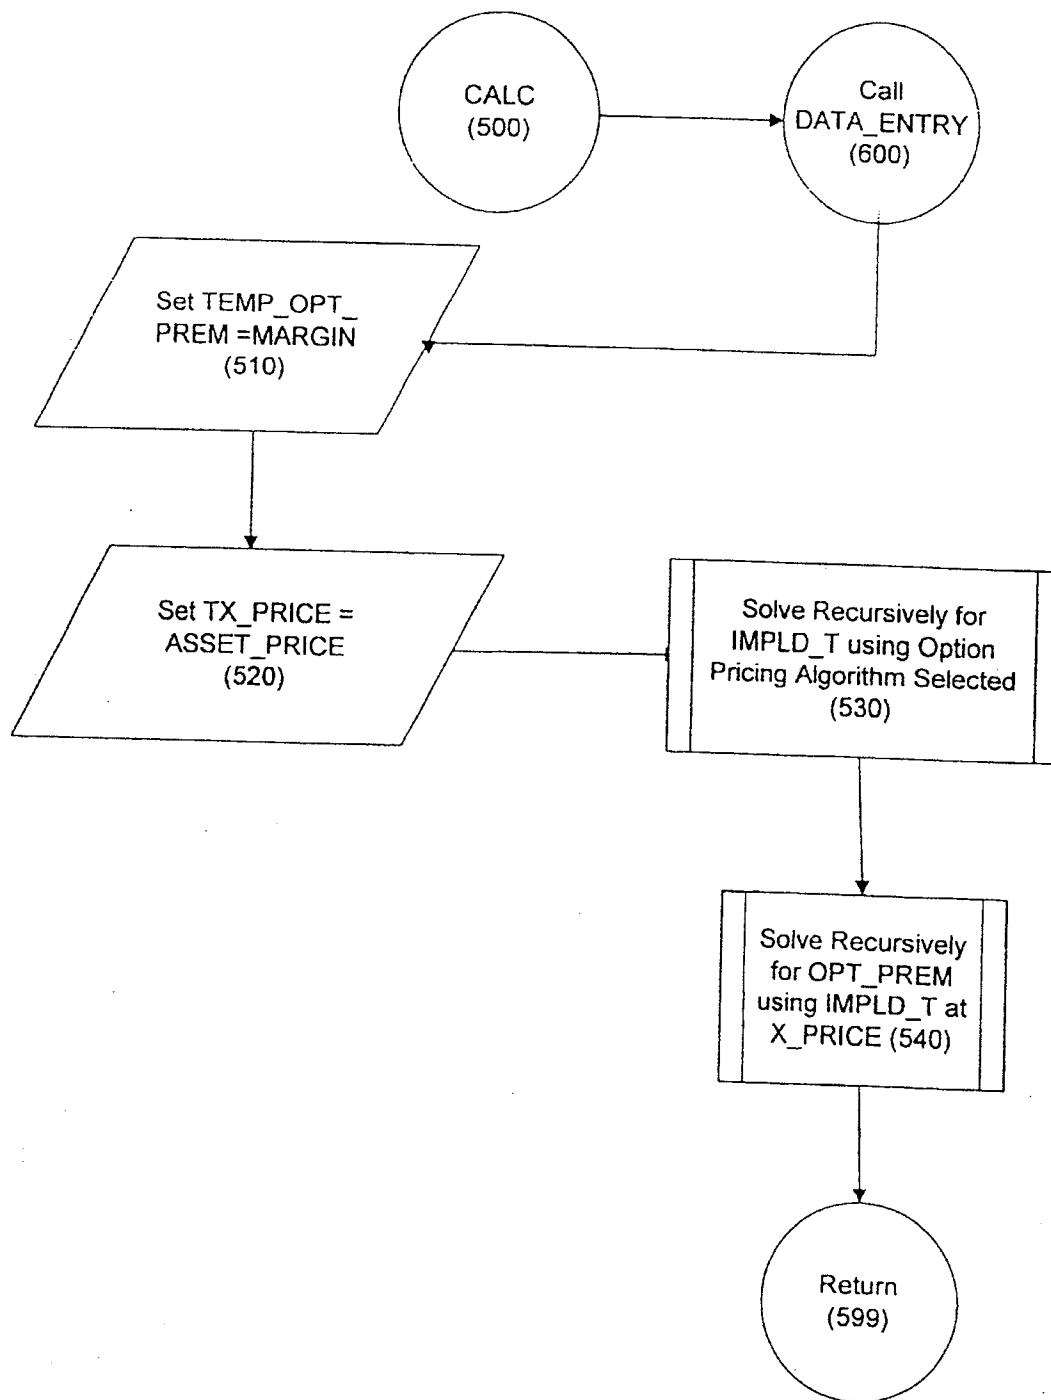 CALC
(500)
Call
DATA_ENTRY
(600)
Set TEMP_OPT_
PREM =MARGIN
(510)
Set TX_PRICE =
ASSET_PRICE
(520)
Solve Recursively for
IMPLD_T using Option
Pricing Algorithm Selected
(530)
Solve Recursively
for OPT_PREM
using IMPLD_T at
X_PRICE (540)
Return
(599)